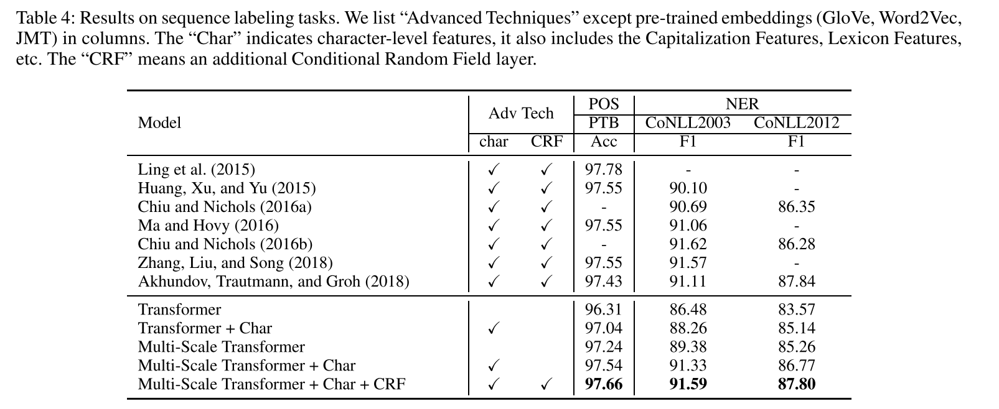 Table 4: Results on sequence labeling tasks. We list “Advanced Techniques” except pre-trained embeddings (GloVe, Word2Vec,
JMT) in columns. The “Char” indicates character-level features, it also includes the Capitalization Features, Lexicon Features,
etc. The “CRF” means an additional Conditional Random Field layer.
Model Adv Tech POS NER
PTB CoNLL2003 CoNLL2012
char CRF Acc F1 F1
Ling et al. (2015) ✓ ✓ 97.78 - -
Huang, Xu, and Yu (2015) ✓ ✓ 97.55 90.10 -
Chiu and Nichols (2016a) ✓ ✓ - 90.69 86.35
Ma and Hovy (2016) ✓ ✓ 97.55 91.06 -
Chiu and Nichols (2016b) ✓ ✓ - 91.62 86.28
Zhang, Liu, and Song (2018) ✓ ✓ 97.55 91.57 -
Akhundov, Trautmann, and Groh (2018) ✓ ✓ 97.43 91.11 87.84
Transformer 96.31 86.48 83.57
Transformer + Char ✓ 97.04 88.26 85.14
Multi-Scale Transformer 97.24 89.38 85.26
Multi-Scale Transformer + Char ✓ 97.54 91.33 86.77
Multi-Scale Transformer + Char + CRF ✓ ✓ 97.66 91.59 87.80